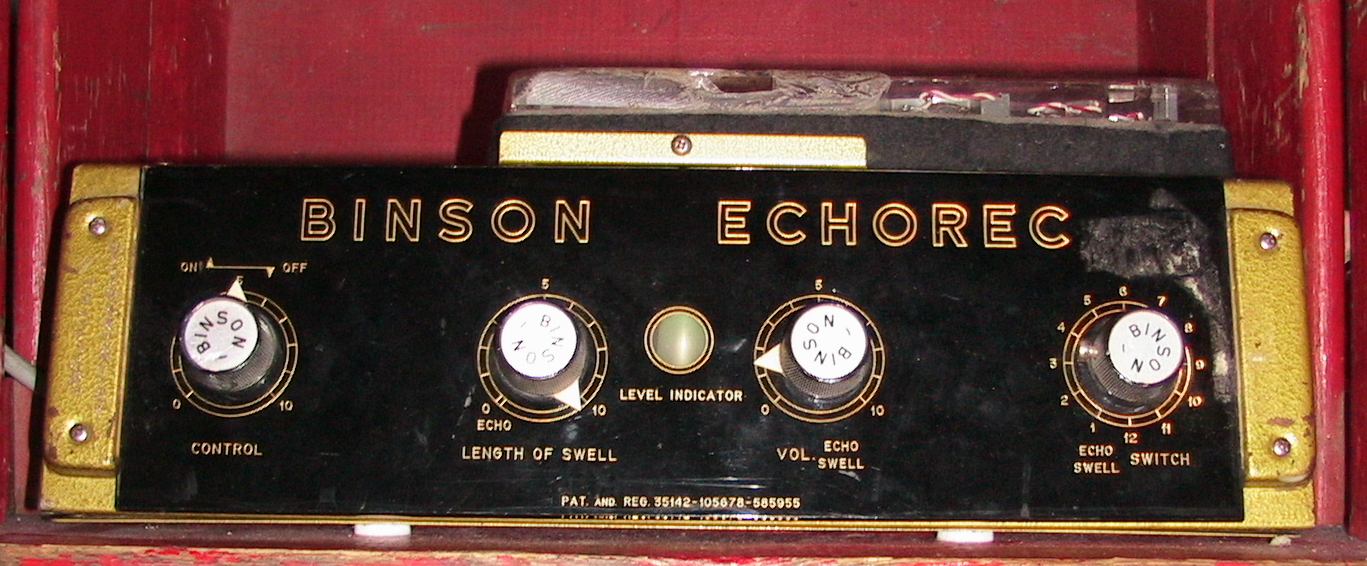 BINSON ECHOREC
ON OFF
5
BINSON
0 10
CONTROL
5
BINSON
0 10
ECHO
LENGTH OF SWELL
LEVEL INDICATOR
5
BINSON
0 10
VOL. ECHO
SWELL
1 2 3 4 5 6 7 8 9 10 11 12
BINSON
ECHO
SWELL SWITCH
PAT. AND REG. 35142-105678-585955